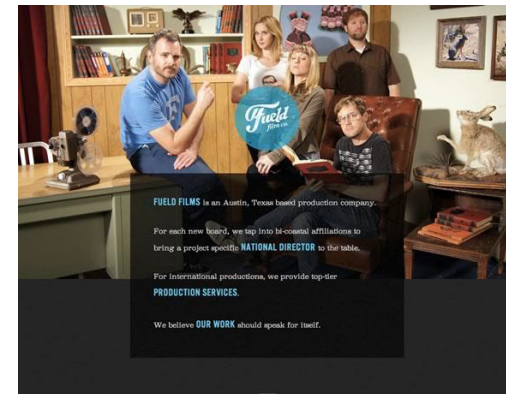 Fueld
film co.
FUELD FILMS is an Austin, Texas based production company.
For each new board, we tap into bi-coastal affiliations to
bring a project specific NATIONAL DIRECTOR to the table.
For international productions, we provide top-tier
PRODUCTION SERVICES.
We believe OUR WORK should speak for itself.